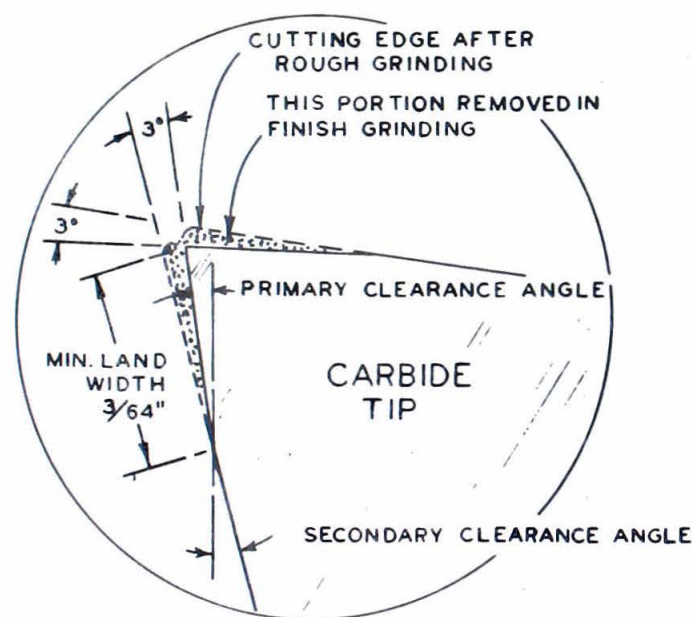 CUTTING EDGE AFTER
ROUGH GRINDING
THIS PORTION REMOVED IN
FINISH GRINDING
3°
3°
PRIMARY CLEARANCE ANGLE
MIN. LAND
WIDTH
3/64"
CARBIDE
TIP
SECONDARY CLEARANCE ANGLE